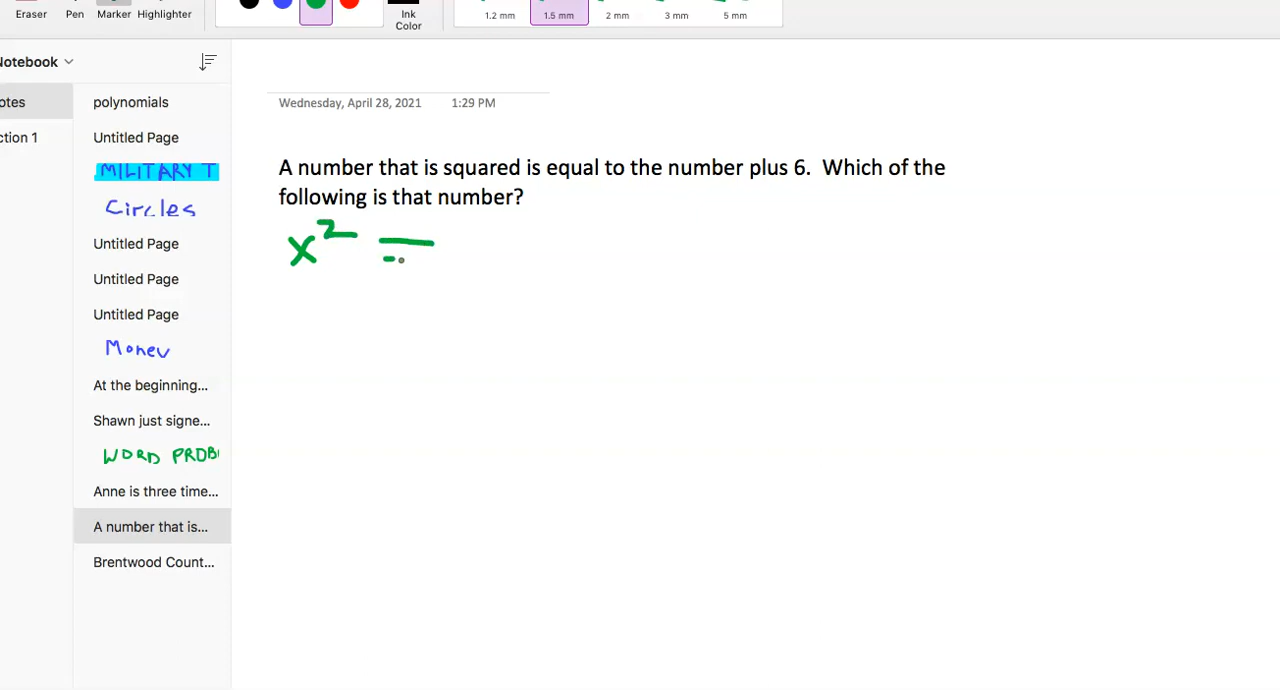 Eraser Pen Marker Highlighter Ink Color 1.2 mm 1.5 mm 2 mm 3 mm 5 mm
Notebook
otes
ction 1
polynomials
Untitled Page
MILITARY T
Circles
Untitled Page
Untitled Page
Untitled Page
Money
At the beginning...
Shawn just signe...
WORD PROB
Anne is three time...
A number that is...
Brentwood Count...
Wednesday, April 28, 2021 1:29 PM
A number that is squared is equal to the number plus 6. Which of the
following is that number?
x² =